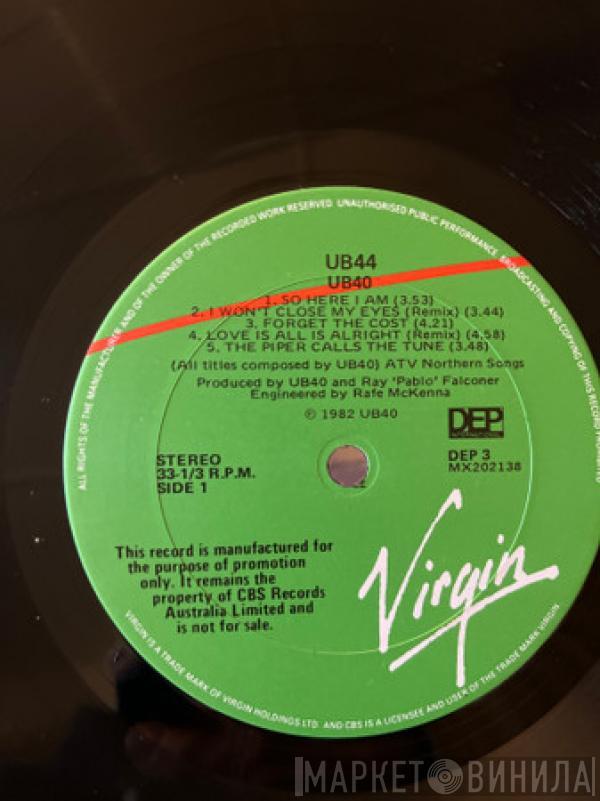 ALL RIGHTS OF THE MANUFACTURER AND OF THE OWNER OF THE RECORDED WORK RESERVED. UNAUTHORISED PUBLIC PERFORMANCE, BROADCASTING AND COPYING OF THIS RECORD PROHIBITED
UB44
UB40
1. SO HERE I AM (3.53)
2. I WON'T CLOSE MY EYES (Remix) (3.44)
3. FORGET THE COST (4.21)
4. LOVE IS ALL IS ALRIGHT (Remix) (4.58)
5. THE PIPER CALLS THE TUNE (3.48)
(All titles composed by UB40) ATV Northern Songs
Produced by UB40 and Ray 'Pablo' Falconer
Engineered by Rafe McKenna
℗ 1982 UB40
DEP
INTERNATIONAL
STEREO
33-1/3 R.P.M.
SIDE 1
DEP 3
MX202138
This record is manufactured for
the purpose of promotion
only. It remains the
property of CBS Records
Australia Limited and
is not for sale.
Virgin
VIRGIN IS A TRADE MARK OF VIRGIN HOLDINGS LTD. AND CBS IS A LICENSEE AND USER OF THE TRADE MARK VIRGIN
МАРКЕТ ВИНИЛА